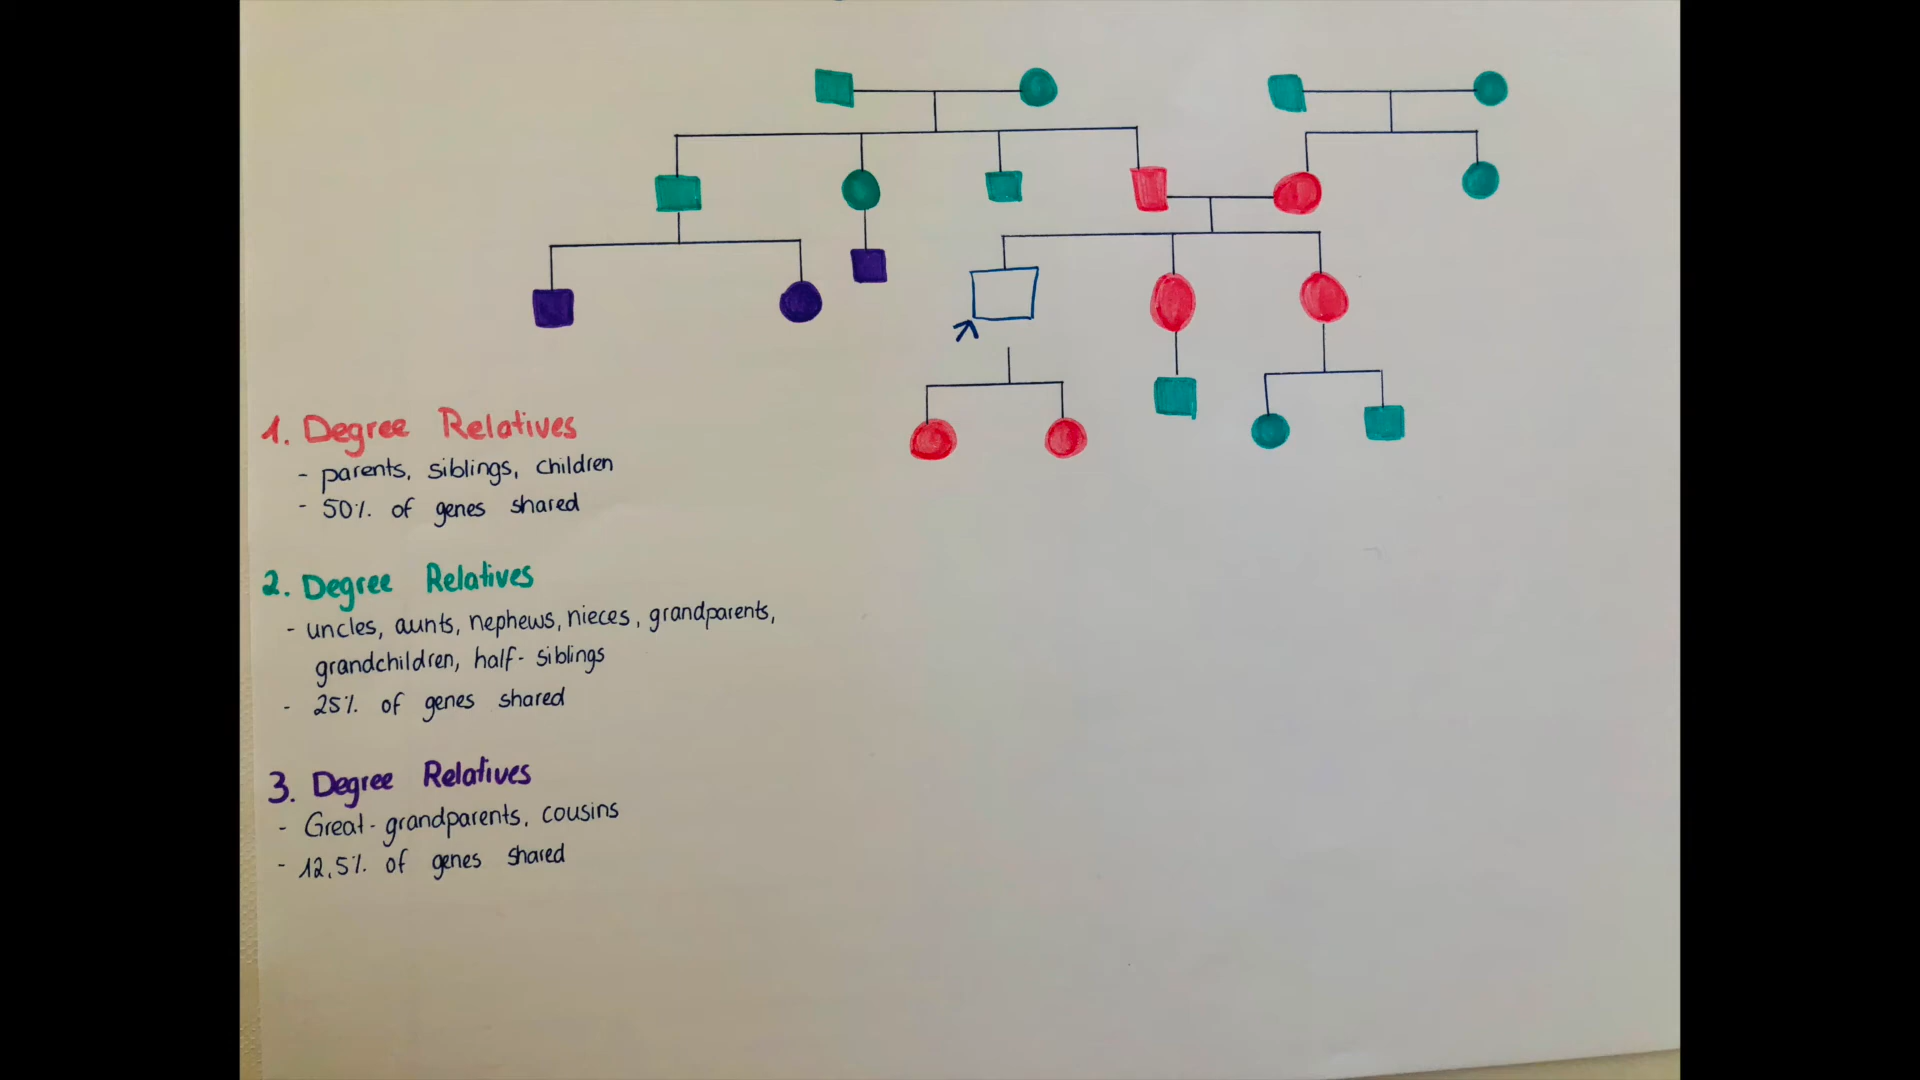 1. Degree Relatives
- parents, siblings, children
- 50% of genes shared
2. Degree Relatives
- uncles, aunts, nephews, nieces, grandparents,
grandchildren, half-siblings
- 25% of genes shared
3. Degree Relatives
- Great-grandparents, cousins
- 12,5% of genes shared